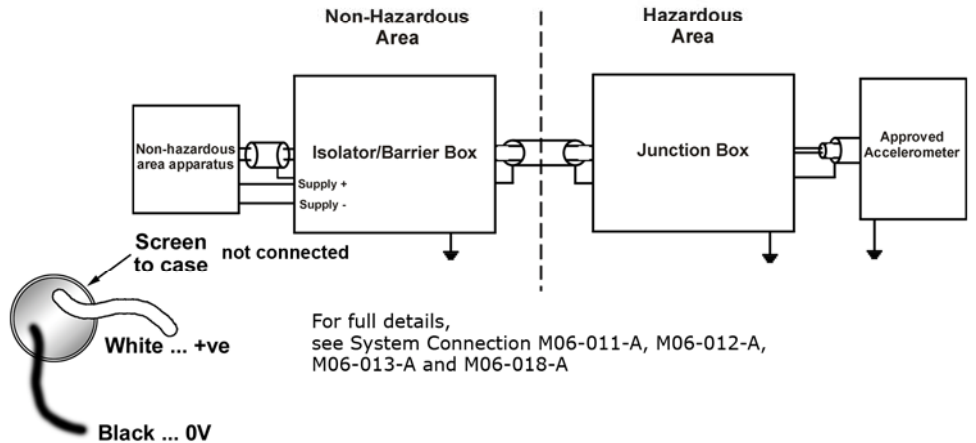 Non-Hazardous
Area
Hazardous
Area
Non-hazardous
area apparatus
Isolator/Barrier Box
Supply +
Supply -
Junction Box
Approved
Accelerometer
Screen
to case
not connected
White ... +ve
Black ... 0V
For full details,
see System Connection M06-011-A, M06-012-A,
M06-013-A and M06-018-A